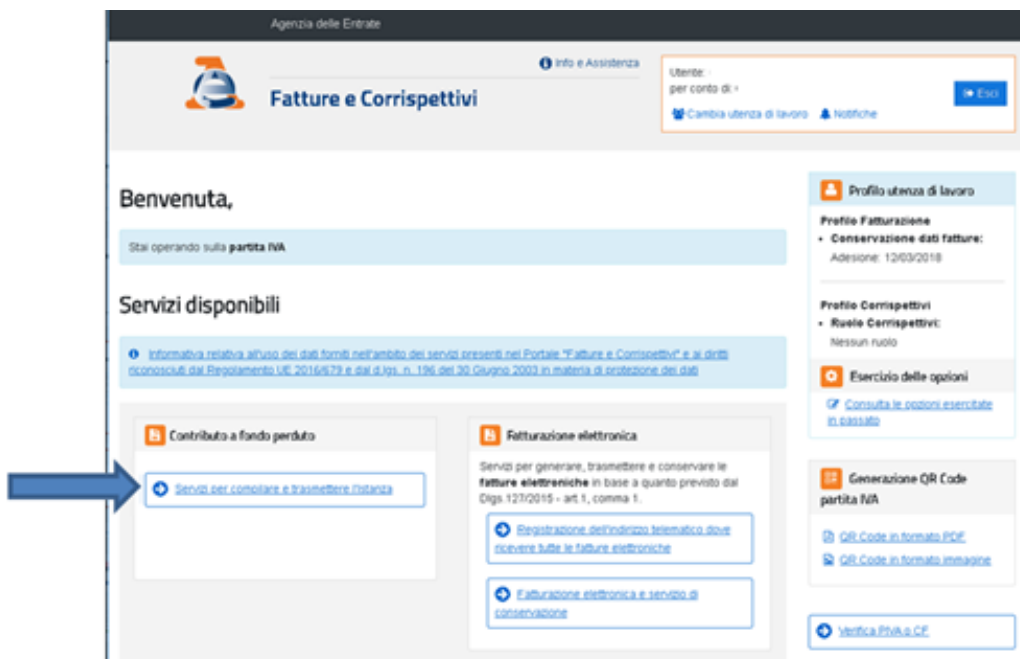 Agenzia delle Entrate
Info e Assistenza
Fatture e Corrispettivi
Utente:
per conto di:
Esci
Cambia utenza di lavoro
Notifiche
Benvenuta,
Stai operando sulla partita IVA
Servizi disponibili
Informativa relativa all'uso dei dati forniti nell'ambito dei servizi presenti nel Portale "Fatture e Corrispettivi" e ai diritti
riconosciuti dal Regolamento UE 2016/679 e dal d.lgs. n. 196 del 30 Giugno 2003 in materia di protezione dei dati
Contributo a fondo perduto
Servizi per compilare e trasmettere l'istanza
Fatturazione elettronica
Servizi per generare, trasmettere e conservare le
fatture elettroniche in base a quanto previsto dal
Dlgs.127/2015 - art.1, comma 1.
Registrazione dell'indirizzo telematico dove
ricevere tutte le fatture elettroniche
Fatturazione elettronica e servizio di
conservazione
Profilo utenza di lavoro
Profilo Fatturazione
• Conservazione dati fatture:
Adesione: 12/03/2018
Profilo Corrispettivi
• Ruolo Corrispettivi:
Nessun ruolo
Esercizio delle opzioni
Consulta le opzioni esercitate
in passato
Generazione QR Code
partita IVA
QR Code in formato PDF
QR Code in formato immagine
Verifica PIVA o CF